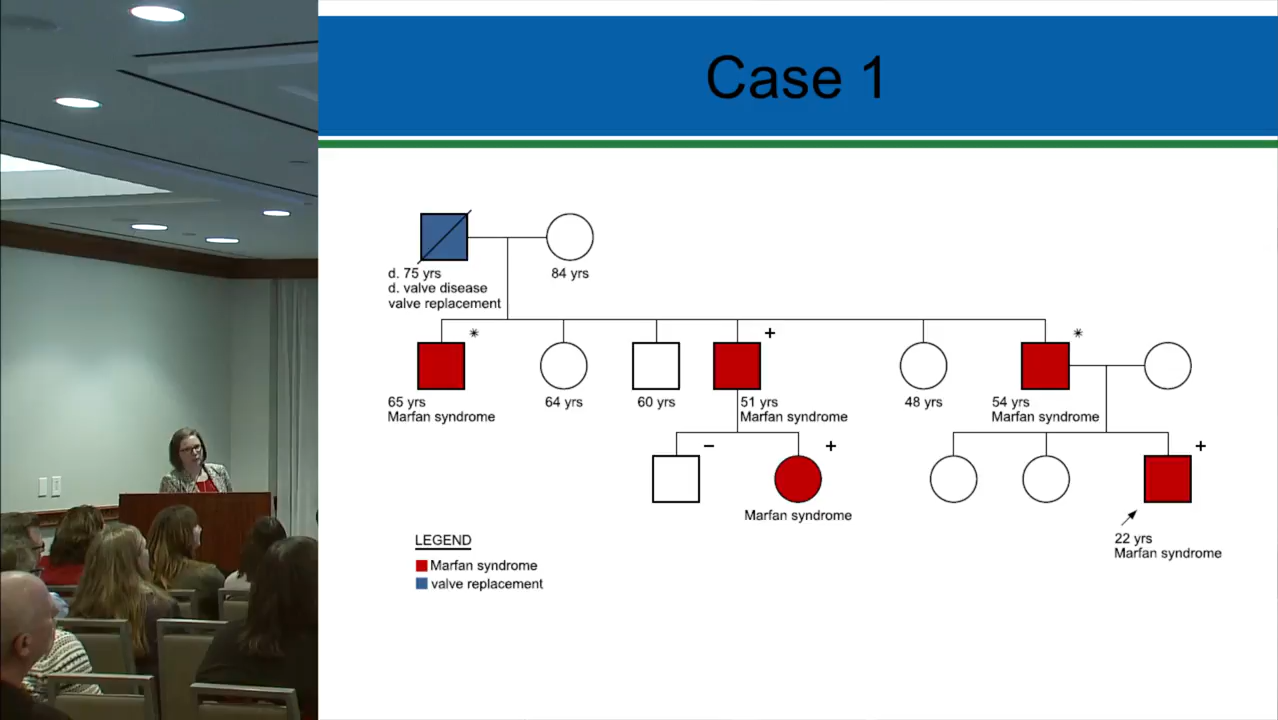 Case 1
d. 75 yrs
d. valve disease
valve replacement
84 yrs
*
+
*
65 yrs
Marfan syndrome
64 yrs
60 yrs
51 yrs
Marfan syndrome
48 yrs
54 yrs
Marfan syndrome
−
+
+
Marfan syndrome
22 yrs
Marfan syndrome
LEGEND
Marfan syndrome
valve replacement